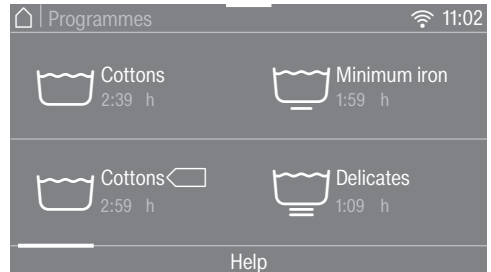 Programmes
11:02
Cottons
2:39 h
Minimum iron
1:59 h
Cottons
2:59 h
Delicates
1:09 h
Help